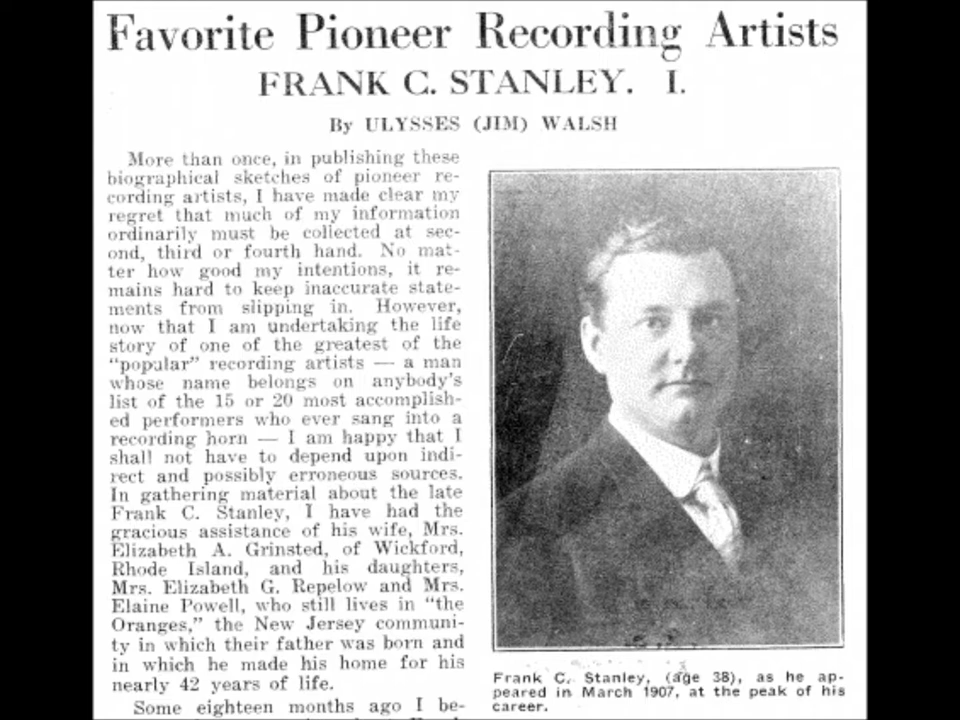 Favorite Pioneer Recording Artists
FRANK C. STANLEY. I.
By ULYSSES (JIM) WALSH
More than once, in publishing these
biographical sketches of pioneer re-
cording artists, I have made clear my
regret that much of my information
ordinarily must be collected at sec-
ond, third or fourth hand. No mat-
ter how good my intentions, it re-
mains hard to keep inaccurate state-
ments from slipping in. However,
now that I am undertaking the life
story of one of the greatest of the
"popular" recording artists — a man
whose name belongs on anybody's
list of the 15 or 20 most accomplish-
ed performers who ever sang into a
recording horn — I am happy that I
shall not have to depend upon indi-
rect and possibly erroneous sources.
In gathering material about the late
Frank C. Stanley, I have had the
gracious assistance of his wife, Mrs.
Elizabeth A. Grinsted, of Wickford,
Rhode Island, and his daughters,
Mrs. Elizabeth G. Repelow and Mrs.
Elaine Powell, who still lives in "the
Oranges," the New Jersey communi-
ty in which their father was born and
in which he made his home for his
nearly 42 years of life.
Some eighteen months ago I be-
Frank C. Stanley, (age 38), as he ap-
peared in March 1907, at the peak of his
career.